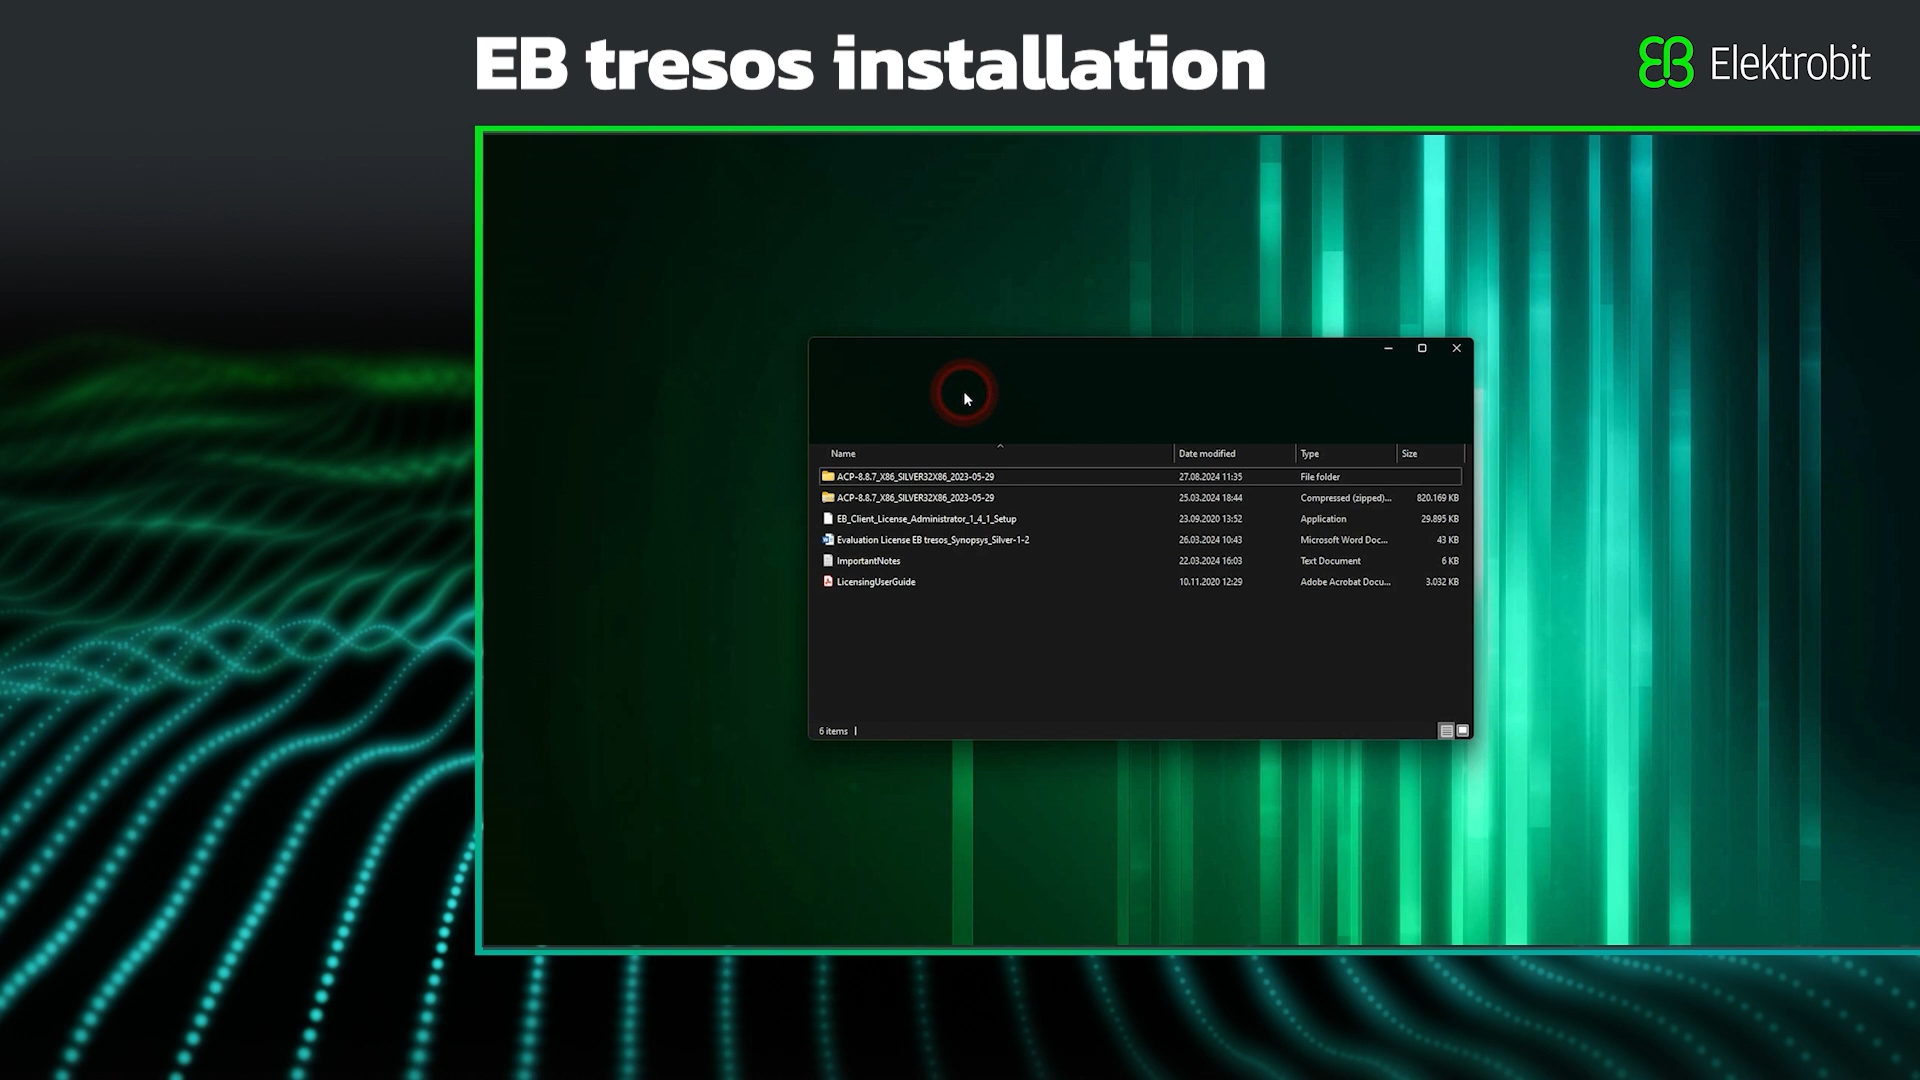 EB tresos installation
Elektrobit
Name Date modified Type Size
ACP-8.8.7_X86_SILVER32X86_2023-05-29 27.08.2024 11:35 File folder
ACP-8.8.7_X86_SILVER32X86_2023-05-29 25.03.2024 18:44 Compressed (zipped)... 820.169 KB
EB_Client_License_Administrator_1_4_1_Setup 23.09.2020 13:52 Application 29.895 KB
Evaluation License EB tresos_Synopsys_Silver-1-2 26.03.2024 10:43 Microsoft Word Doc... 43 KB
ImportantNotes 22.03.2024 16:03 Text Document 6 KB
LicensingUserGuide 10.11.2020 12:29 Adobe Acrobat Docu... 3.032 KB
6 items